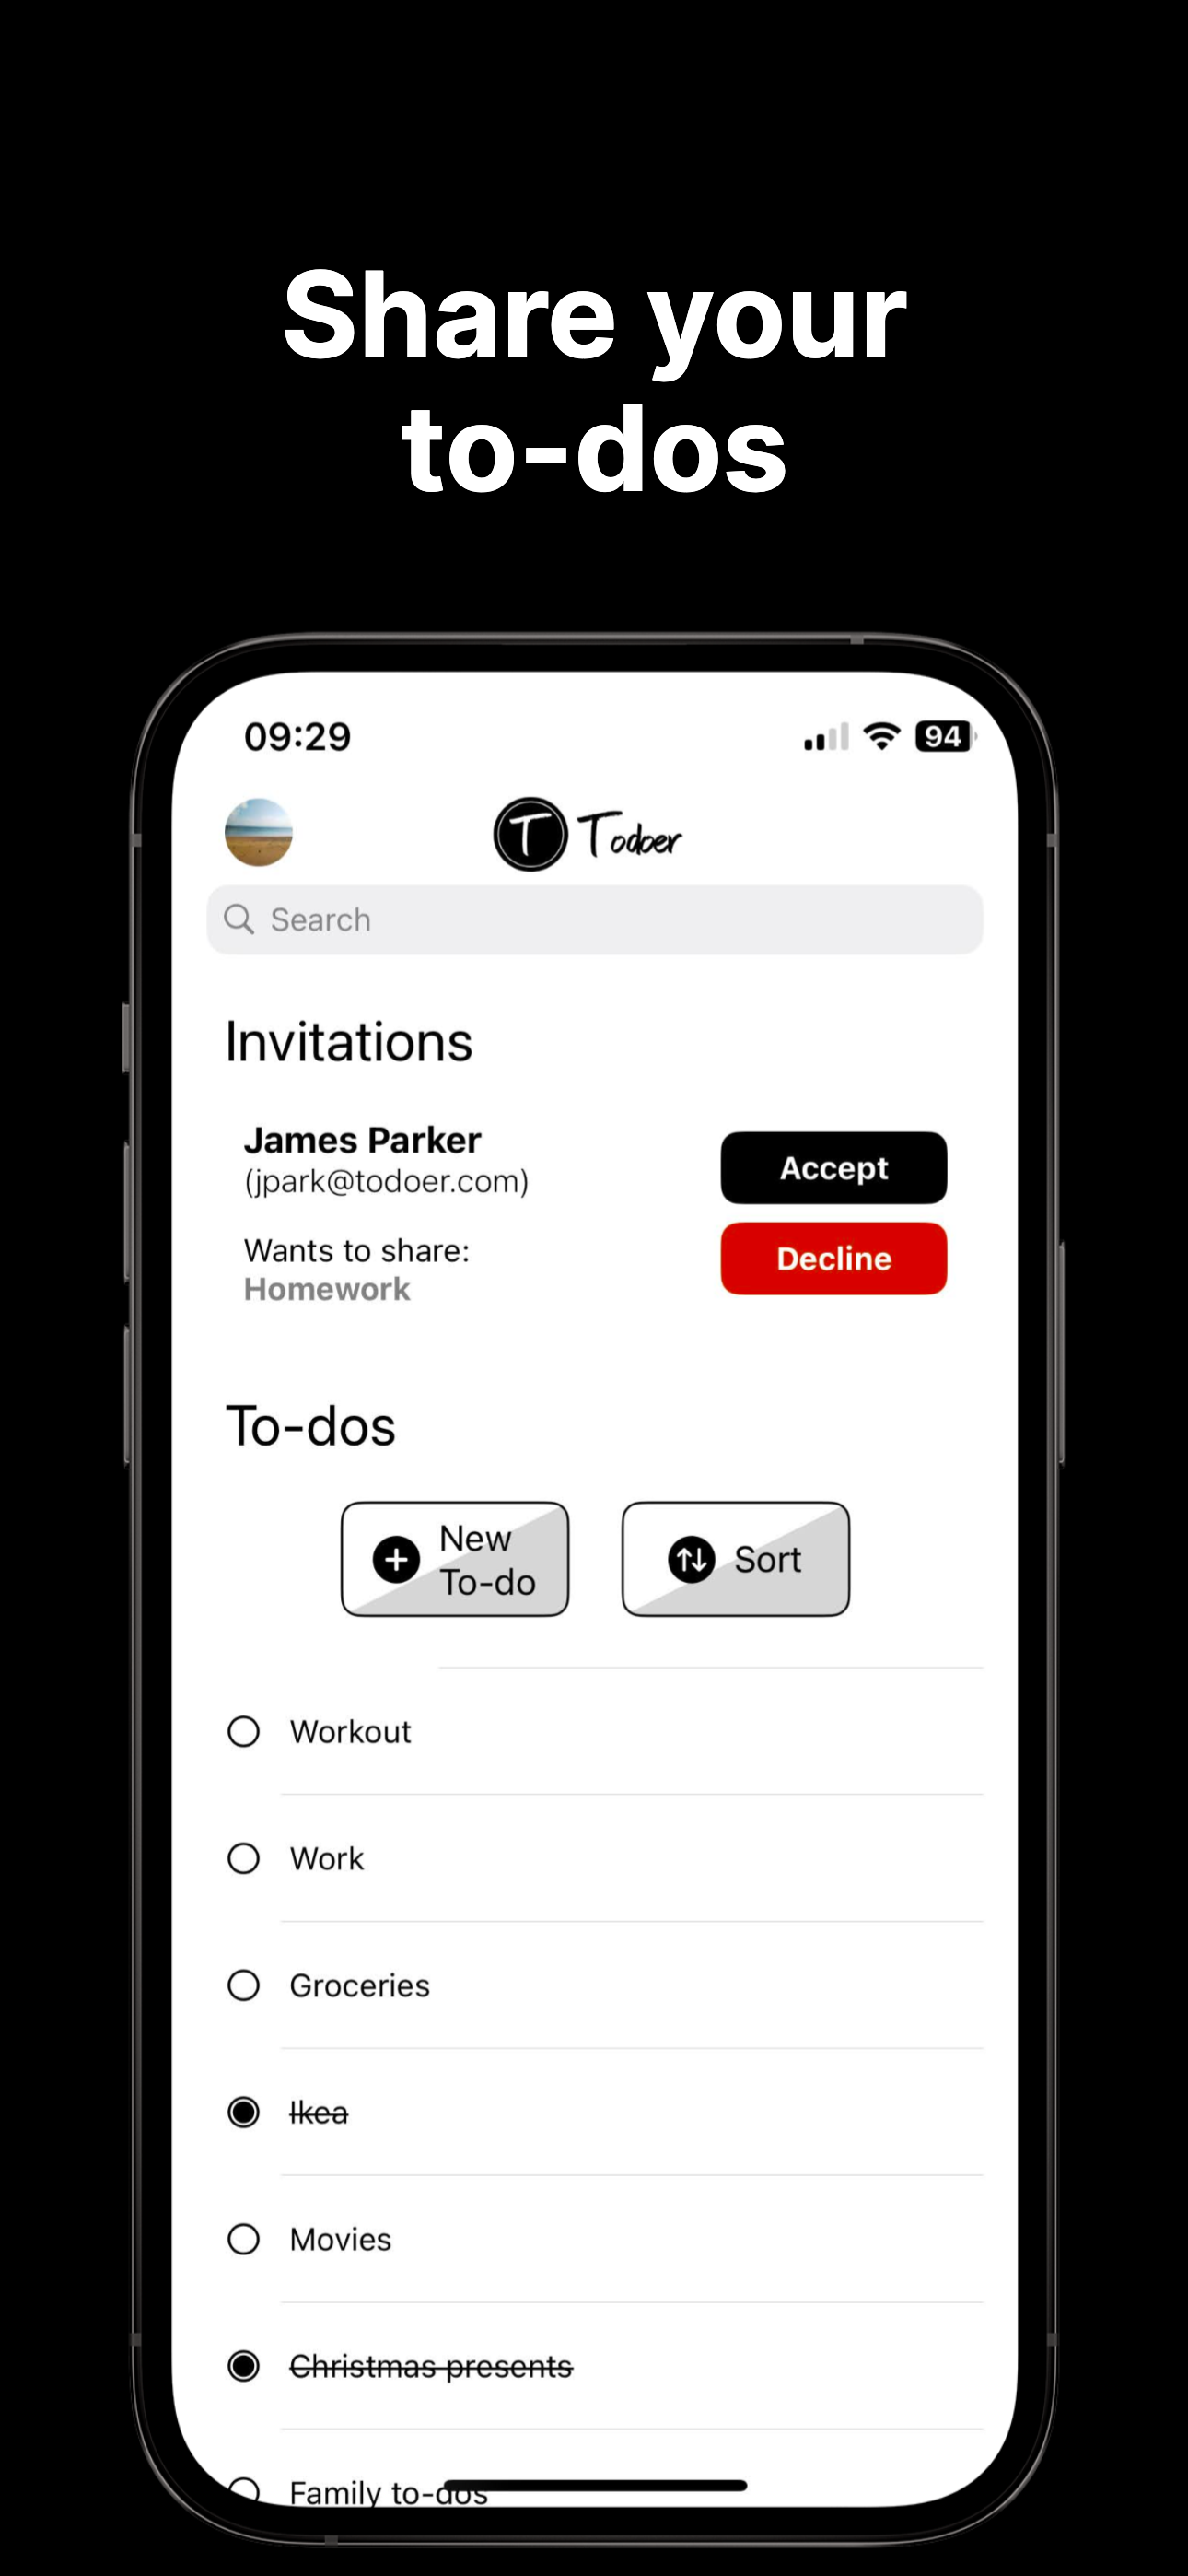 Share your
to-dos
09:29
94
T Todoer
Search
Invitations
James Parker
(jpark@todoer.com)
Accept
Wants to share:
Homework
Decline
To-dos
New
To-do
Sort
Workout
Work
Groceries
Ikea
Movies
Christmas presents
Family to-dos